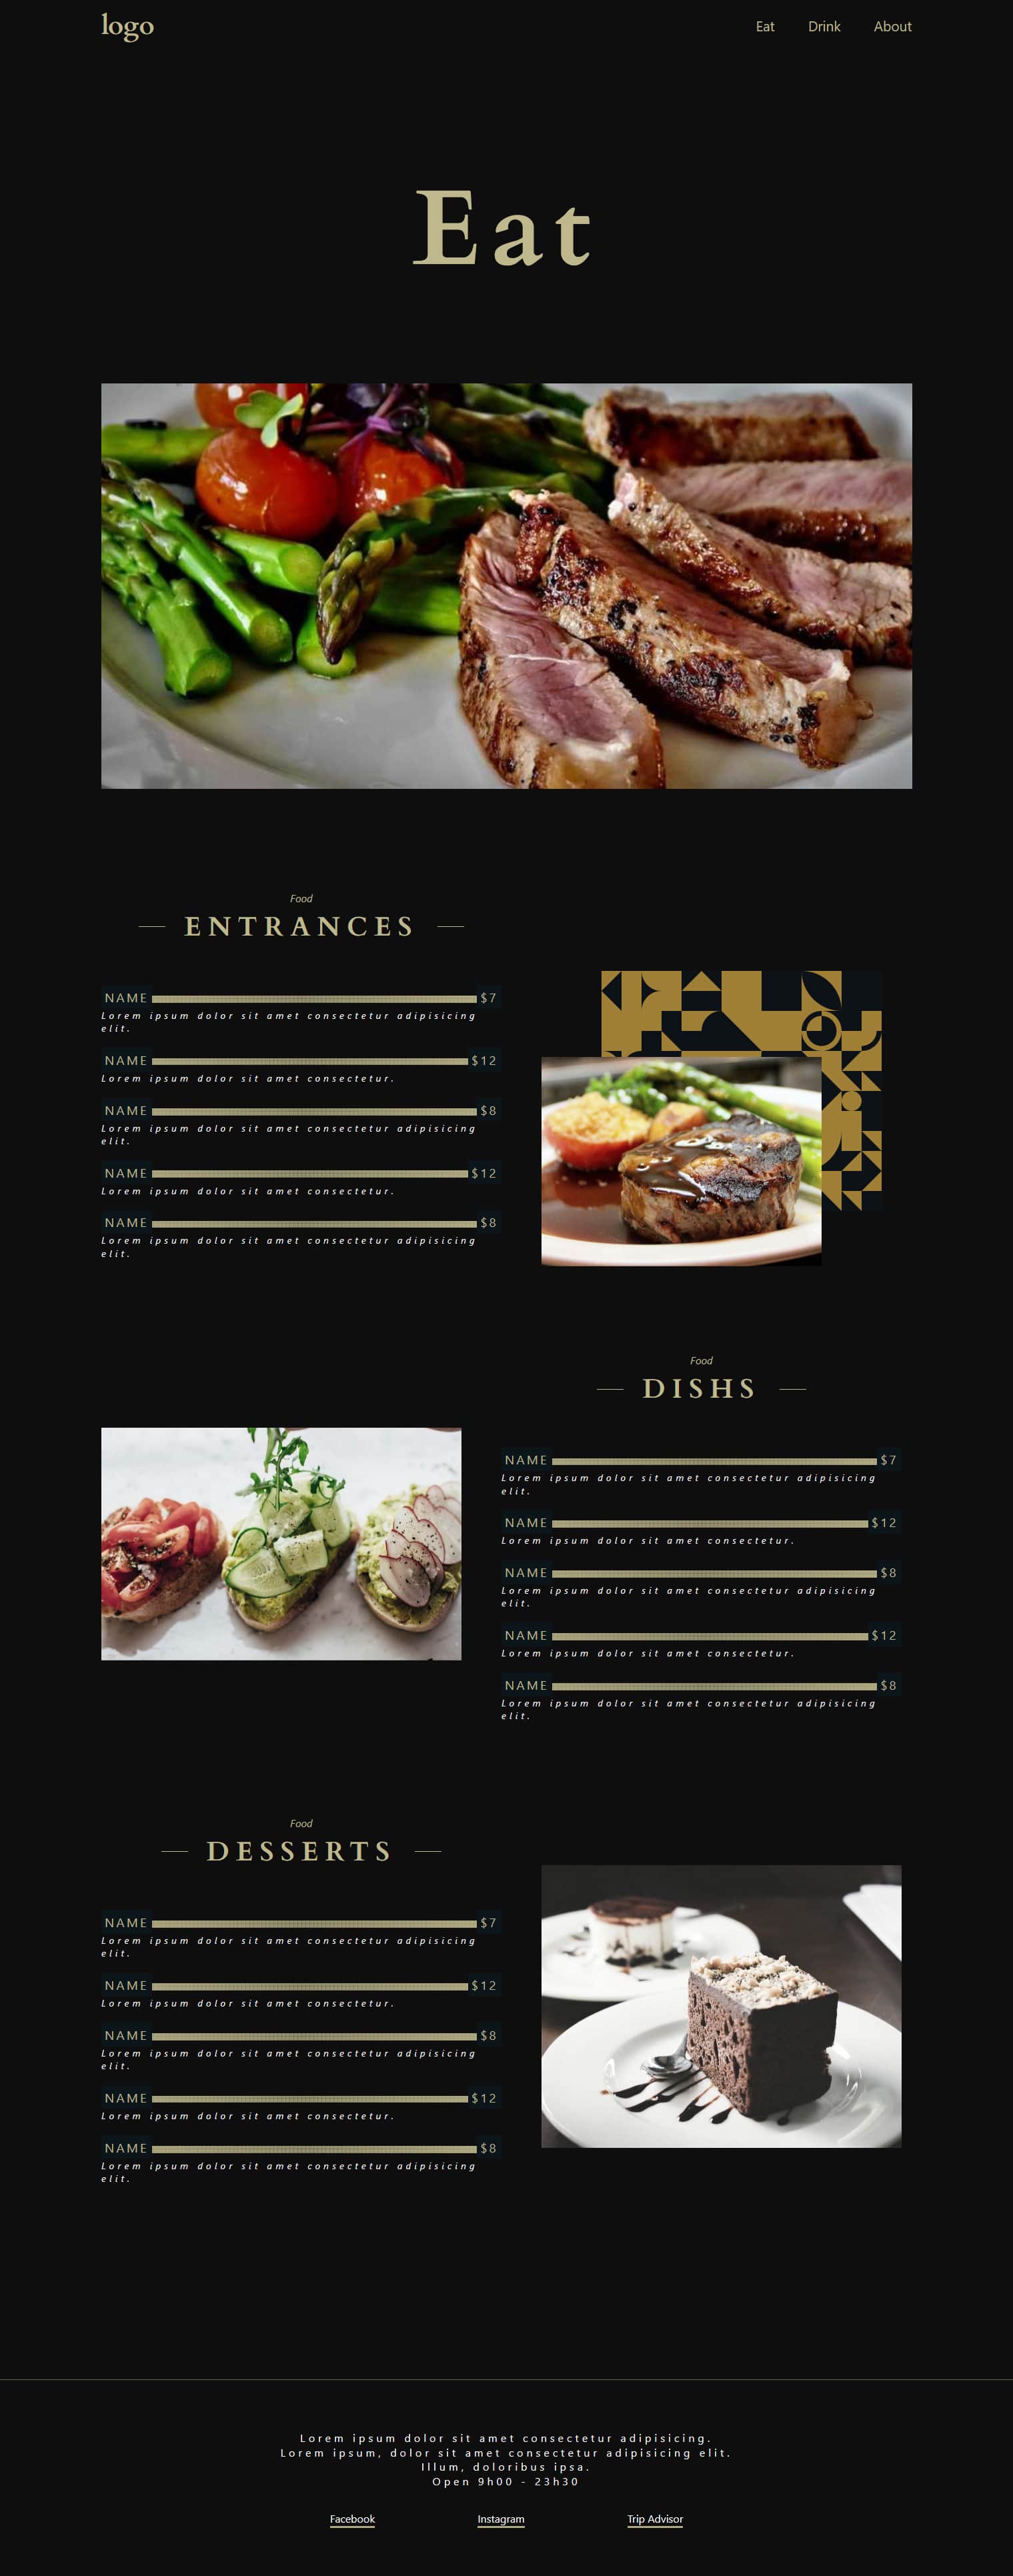 logo
Eat Drink About
Eat
Food
ENTRANCES
NAME $7
Lorem ipsum dolor sit amet consectetur adipisicing
elit.
NAME $12
Lorem ipsum dolor sit amet consectetur.
NAME $8
Lorem ipsum dolor sit amet consectetur adipisicing
elit.
NAME $12
Lorem ipsum dolor sit amet consectetur.
NAME $8
Lorem ipsum dolor sit amet consectetur adipisicing
elit.
Food
DISHS
NAME $7
Lorem ipsum dolor sit amet consectetur adipisicing
elit.
NAME $12
Lorem ipsum dolor sit amet consectetur.
NAME $8
Lorem ipsum dolor sit amet consectetur adipisicing
elit.
NAME $12
Lorem ipsum dolor sit amet consectetur.
NAME $8
Lorem ipsum dolor sit amet consectetur adipisicing
elit.
Food
DESSERTS
NAME $7
Lorem ipsum dolor sit amet consectetur adipisicing
elit.
NAME $12
Lorem ipsum dolor sit amet consectetur.
NAME $8
Lorem ipsum dolor sit amet consectetur adipisicing
elit.
NAME $12
Lorem ipsum dolor sit amet consectetur.
NAME $8
Lorem ipsum dolor sit amet consectetur adipisicing
elit.
Lorem ipsum dolor sit amet consectetur adipisicing.
Lorem ipsum, dolor sit amet consectetur adipisicing elit.
Illum, doloribus ipsa.
Open 9h00 - 23h30
Facebook Instagram Trip Advisor